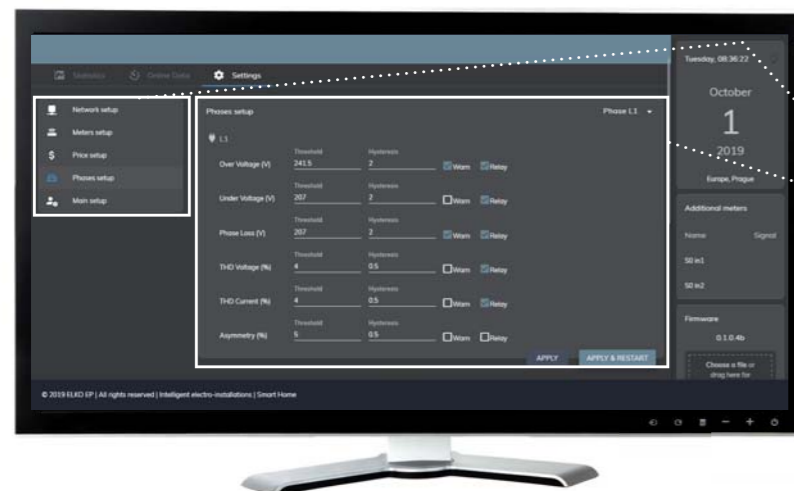 Statistics Online Data Settings
Network setup
Meters setup
Price setup
Phases setup
Main setup
Phases setup Phase L1
L1
Threshold Hysteresis
Over Voltage (V) 241.5 2 Warn Relay
Threshold Hysteresis
Under Voltage (V) 207 2 Warn Relay
Threshold Hysteresis
Phase Loss (V) 207 2 Warn Relay
Threshold Hysteresis
THD Voltage (%) 4 0.5 Warn Relay
Threshold Hysteresis
THD Current (%) 4 0.5 Warn Relay
Threshold Hysteresis
Asymmetry (%) 5 0.5 Warn Relay
APPLY APPLY & RESTART
Tuesday, 08:36:22
October
1
2019
Europe, Prague
Additional meters
Name Signal
S0 in1
S0 in2
Firmware
0.1.0.4b
Choose a file or
drag here for
© 2019 ELKO EP | All rights reserved | Intelligent electro-installations | Smart Home